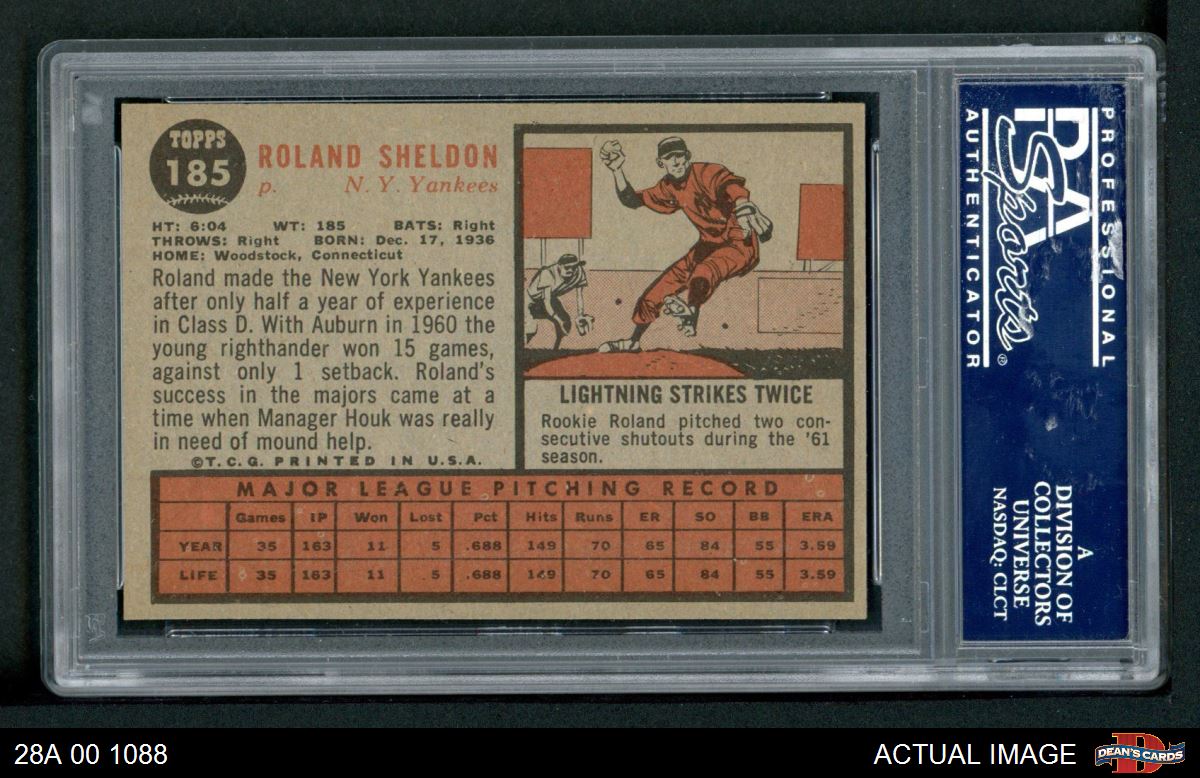 TOPPS
185
ROLAND SHELDON
p. N. Y. Yankees
HT: 6:04 WT: 185 BATS: Right
THROWS: Right BORN: Dec. 17, 1936
HOME: Woodstock, Connecticut
Roland made the New York Yankees
after only half a year of experience
in Class D. With Auburn in 1960 the
young righthander won 15 games,
against only 1 setback. Roland's
success in the majors came at a
time when Manager Houk was really
in need of mound help.
©T.C.G. PRINTED IN U.S.A.
LIGHTNING STRIKES TWICE
Rookie Roland pitched two con-
secutive shutouts during the '61
season.
MAJOR LEAGUE PITCHING RECORD
Games IP Won Lost Pct Hits Runs ER SO BB ERA
YEAR 35 163 11 5 .688 149 70 65 84 55 3.59
LIFE 35 163 11 5 .688 149 70 65 84 55 3.59
PROFESSIONAL
PSA
Sports®
AUTHENTICATOR
A
DIVISION OF
COLLECTORS
UNIVERSE
NASDAQ: CLCT
28A 00 1088
ACTUAL IMAGE
DEAN'S CARDS